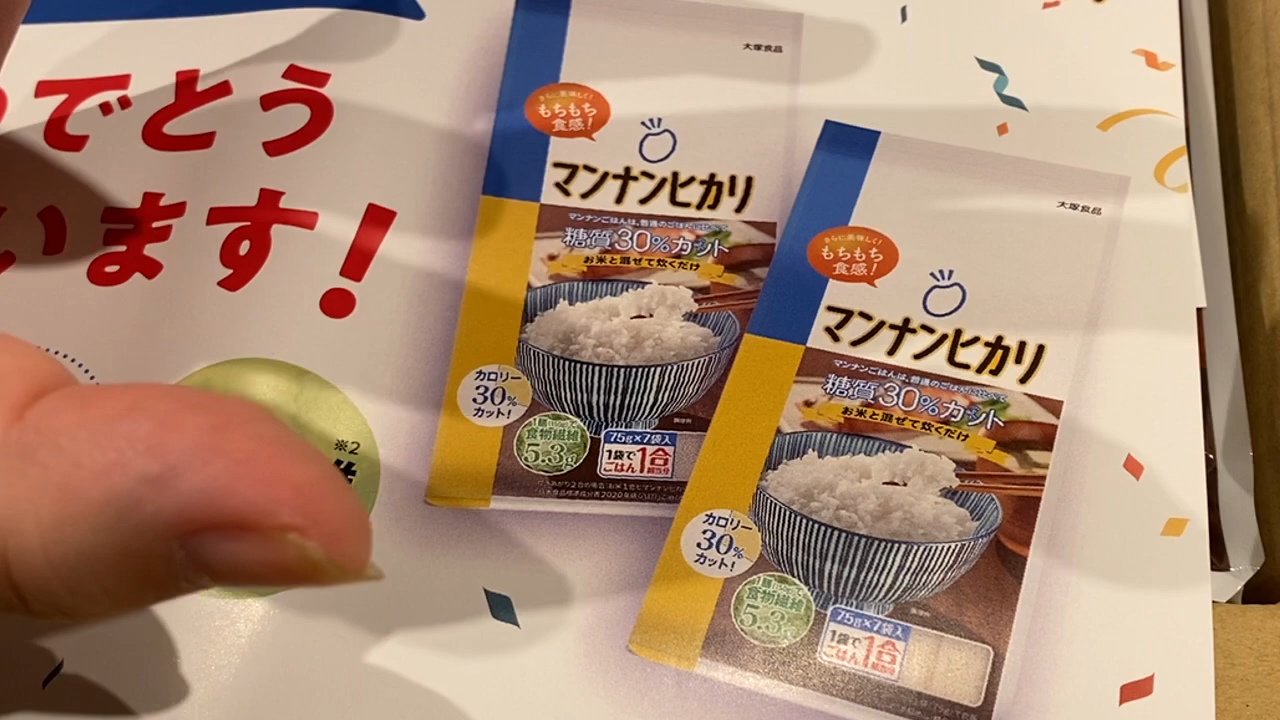 でとう
います!
※2
大塚食品
さらに美味しく!
もちもち
食感!
マンナンヒカリ
マンナンごはんは、普通のごはんに比べて
糖質30%カット
お米と混ぜて炊くだけ
カロリー
30%
カット!
食物繊維
5.3g
75g×7袋入
1袋で
ごはん1合
大塚食品
さらに美味しく!
もちもち
食感!
マンナンヒカリ
マンナンごはんは、普通のごはんに比べて
糖質30%カット
お米と混ぜて炊くだけ
カロリー
30%
カット!
食物繊維
5.3g
75g×7袋入
1袋で
ごはん1合